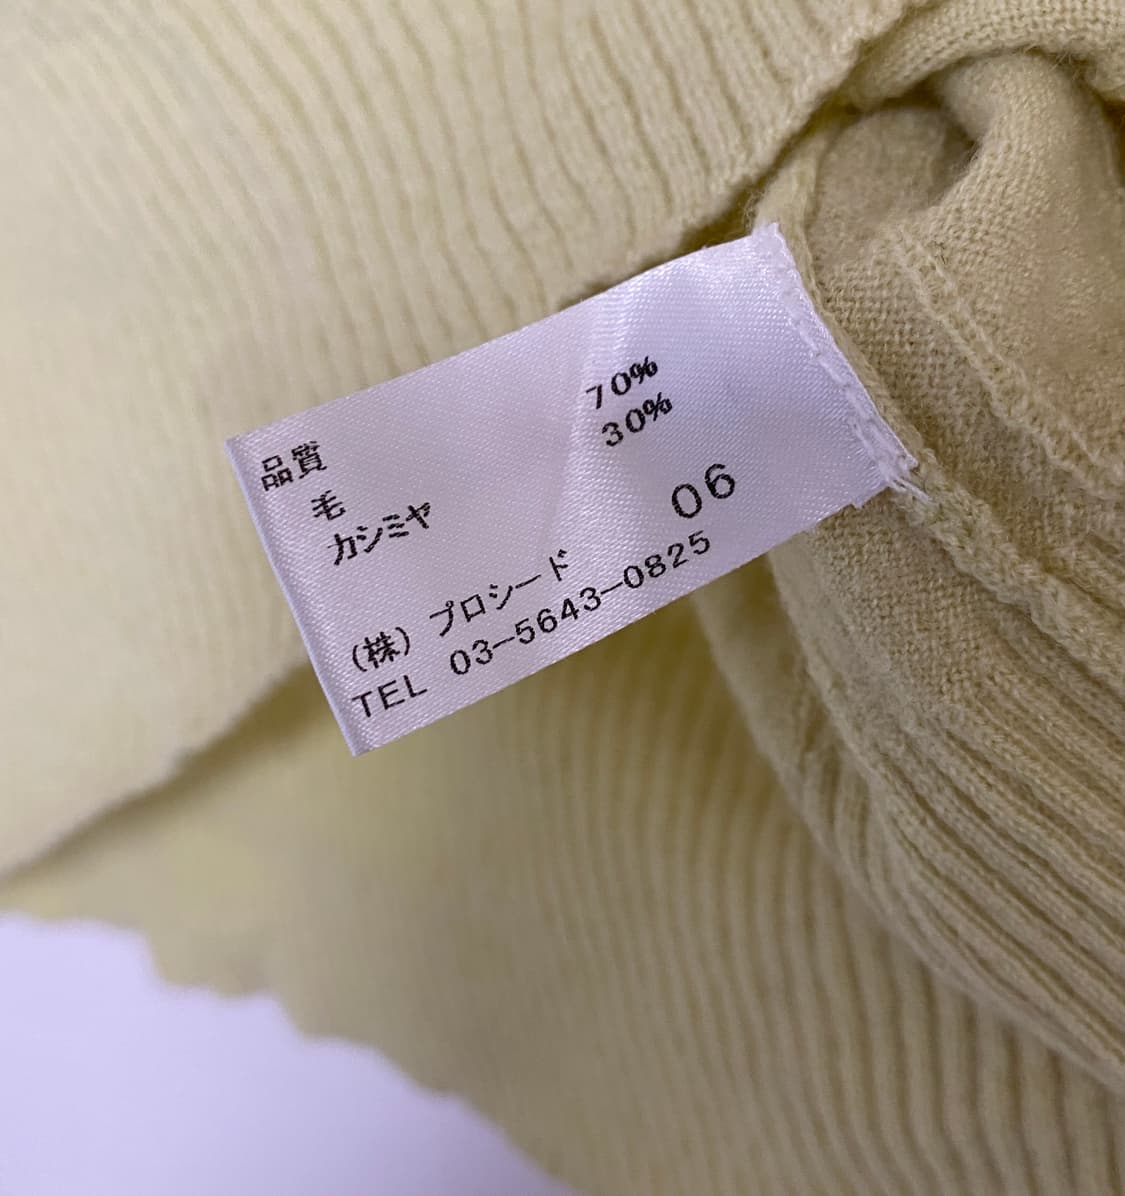 品質
毛 70%
カシミヤ 30%
06
(株) プロシード
TEL 03-5643-0825